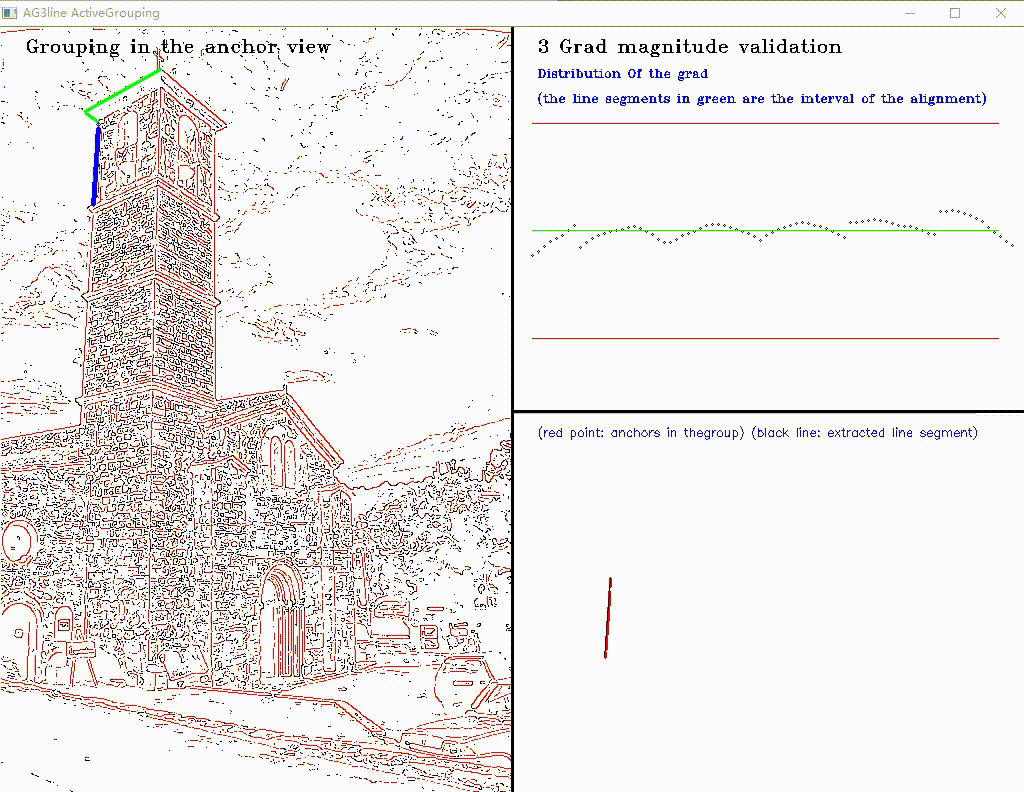 AG3line ActiveGrouping
Grouping in the anchor view
3 Grad magnitude validation
Distribution Of the grad
(the line segments in green are the interval of the alignment)
(red point: anchors in thegroup) (black line: extracted line segment)